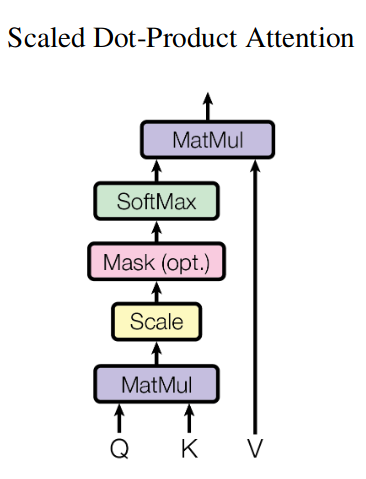 Scaled Dot-Product Attention
MatMul
SoftMax
Mask (opt.)
Scale
MatMul
Q K V